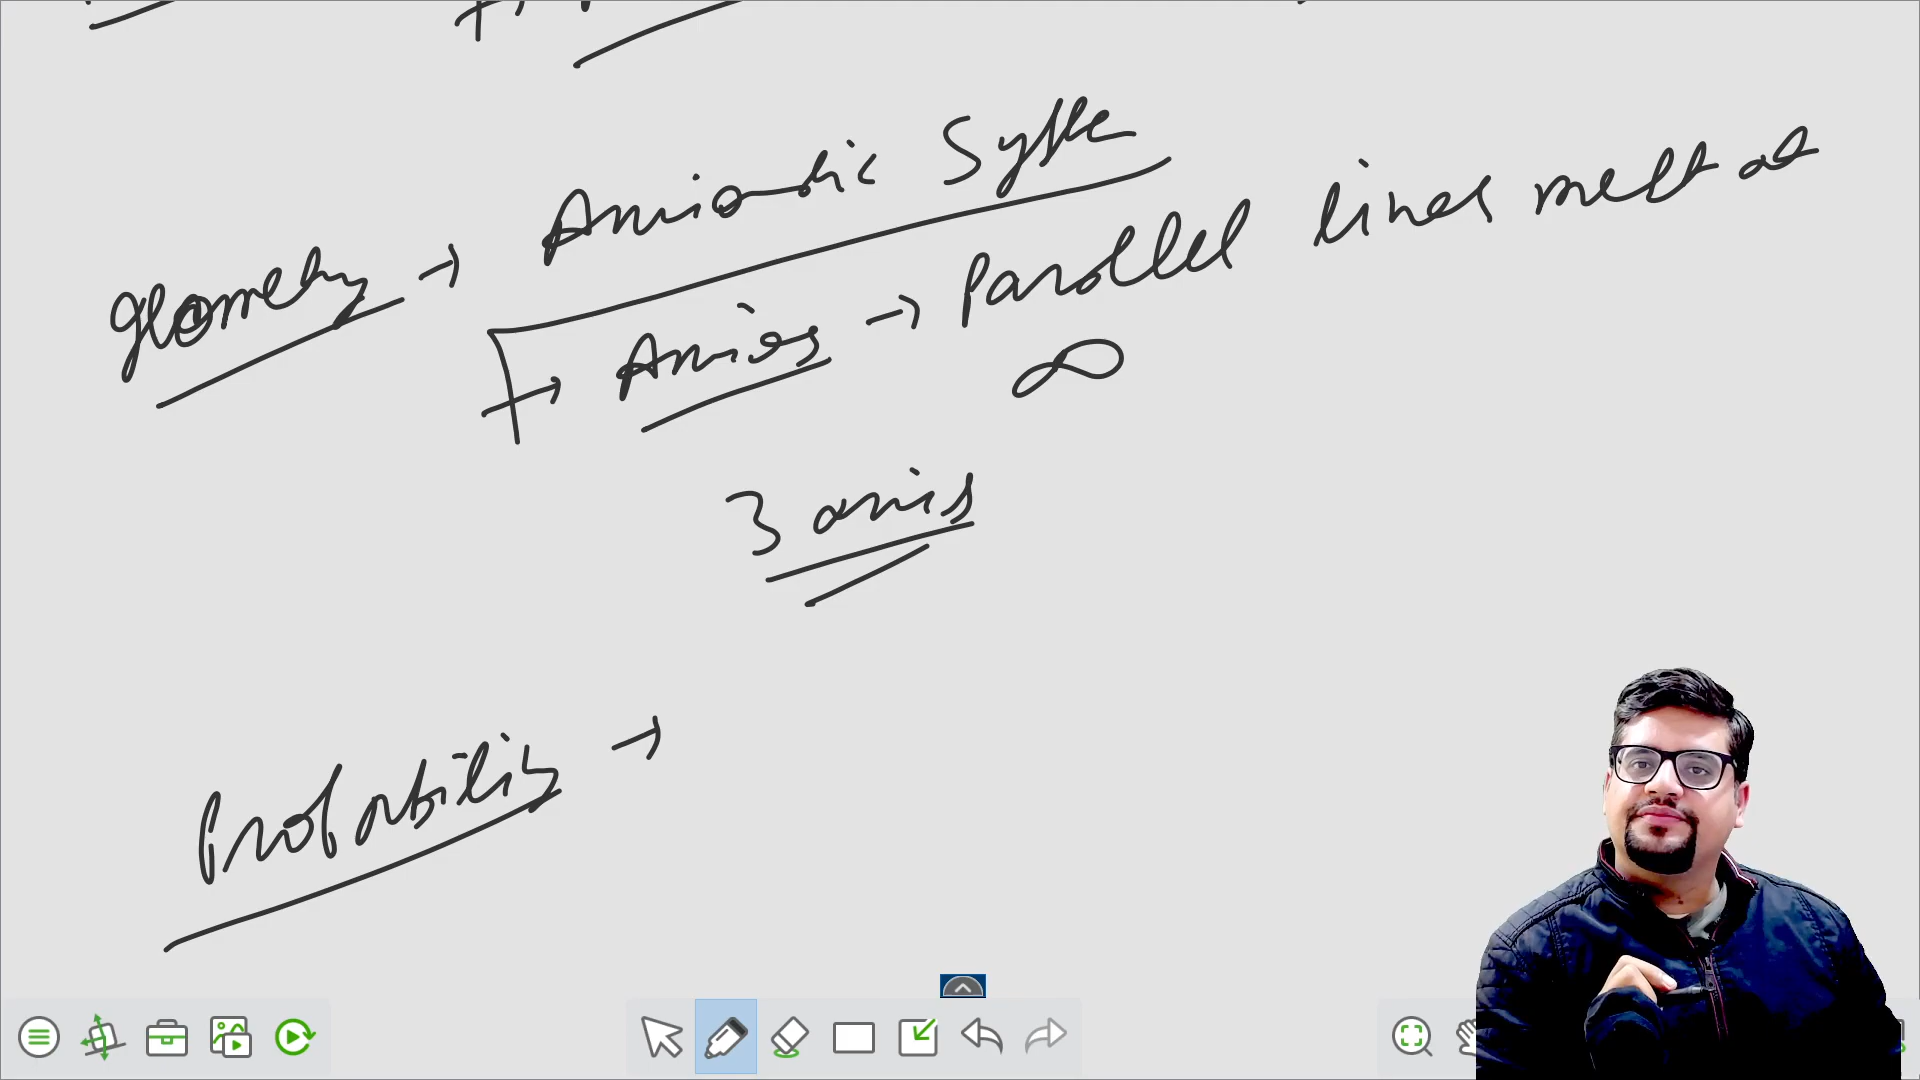 Geometry → Axiomatic System
→ Axioms → Parallel lines meet at
∞
3 axis
Probability →